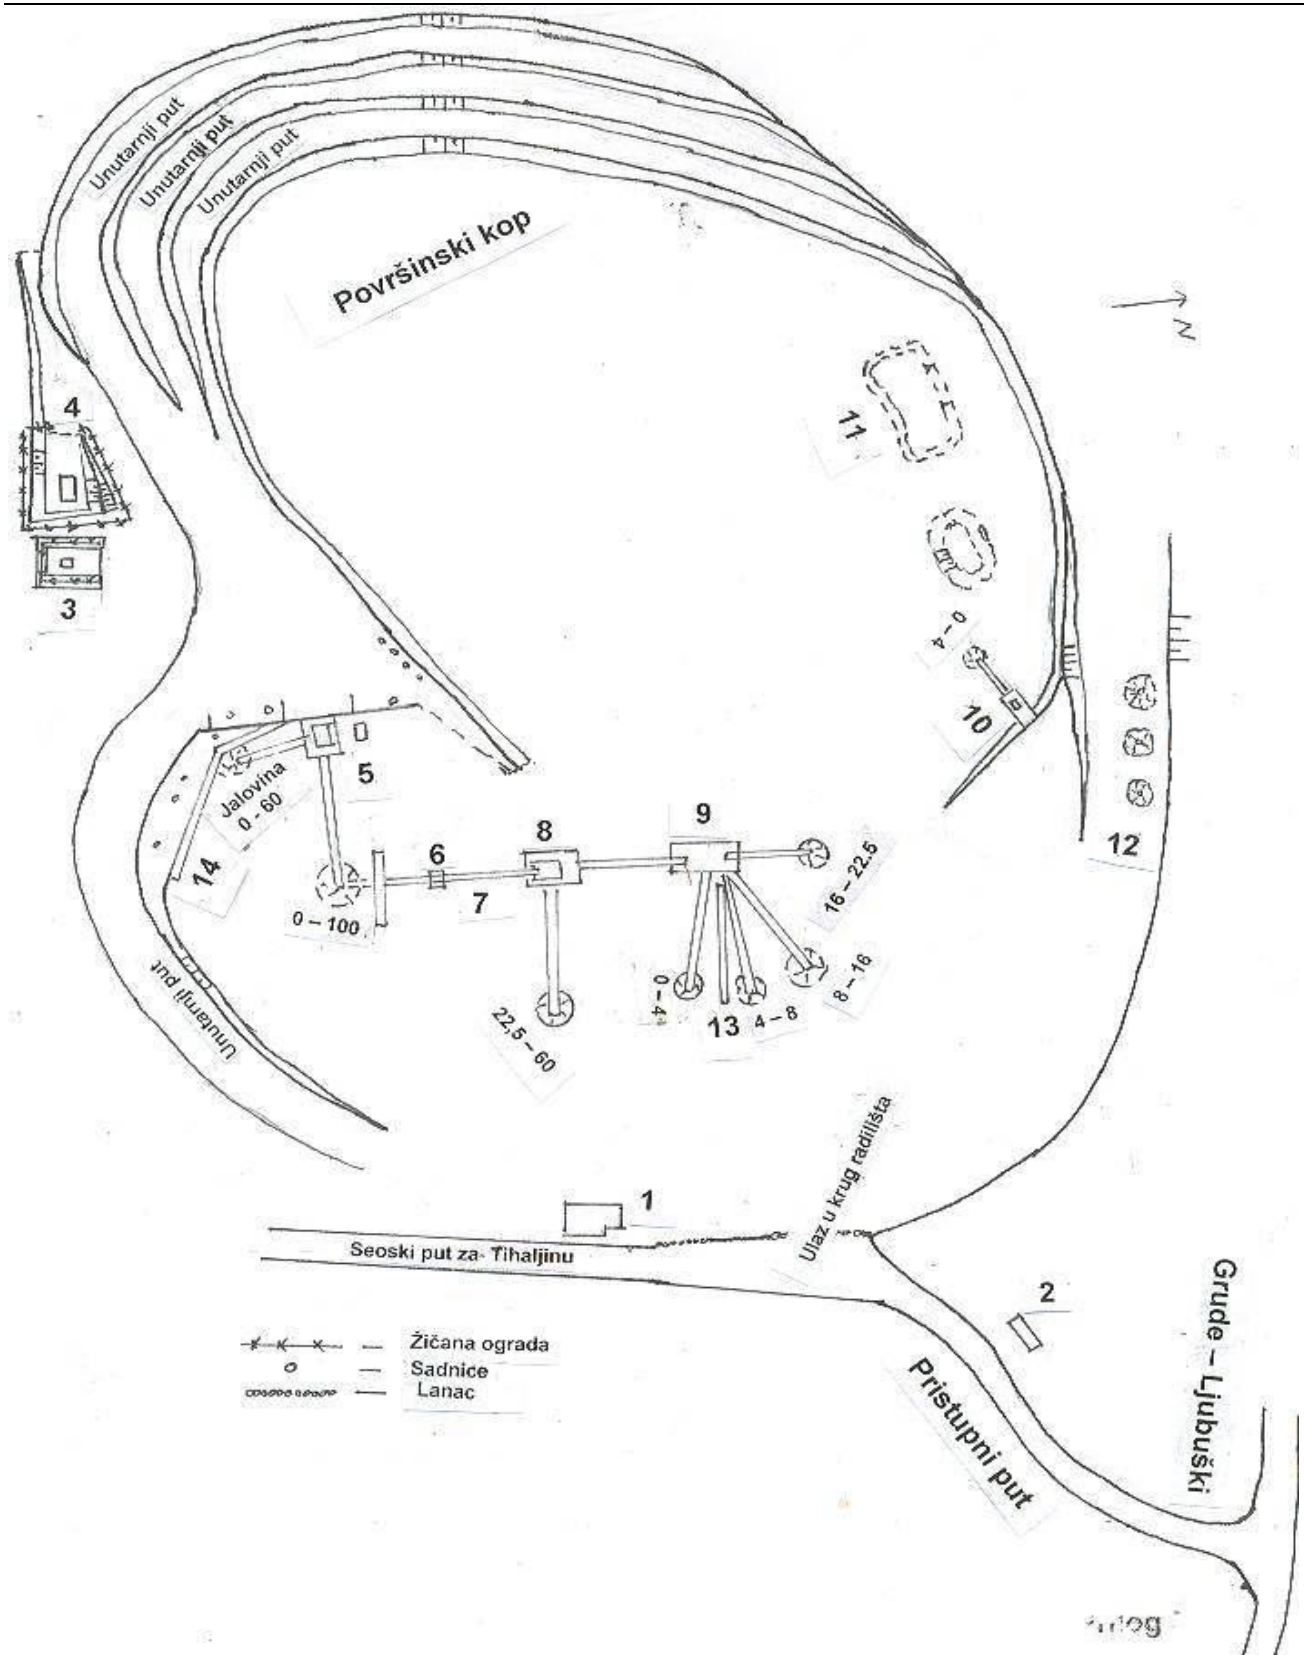 Unutarnji put
Unutarnji put
Unutarnji put
Površinski kop
N
4
11
3
0 – 4
10
5
Jalovina
0 - 60
14
12
9
8
6
7
16 – 22.5
0 – 100
8 – 16
0 – 4
13
4 – 8
22,5 – 60
Unutarnji put
Ulaz u krug radilišta
1
Seoski put za- Tihaljinu
2
Grude – Ljubuški
Žičana ograda
Sadnice
Lanac
Pristupni put